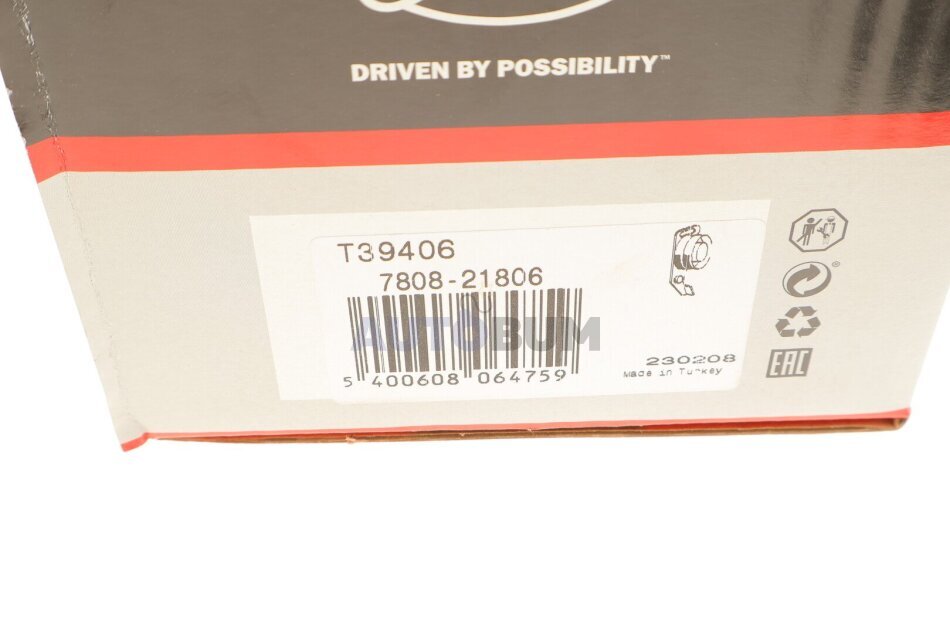 DRIVEN BY POSSIBILITY™
T39406
7808-21806
AUTOBUM
5 400608 064759
230208
Made in Turkey
EAC